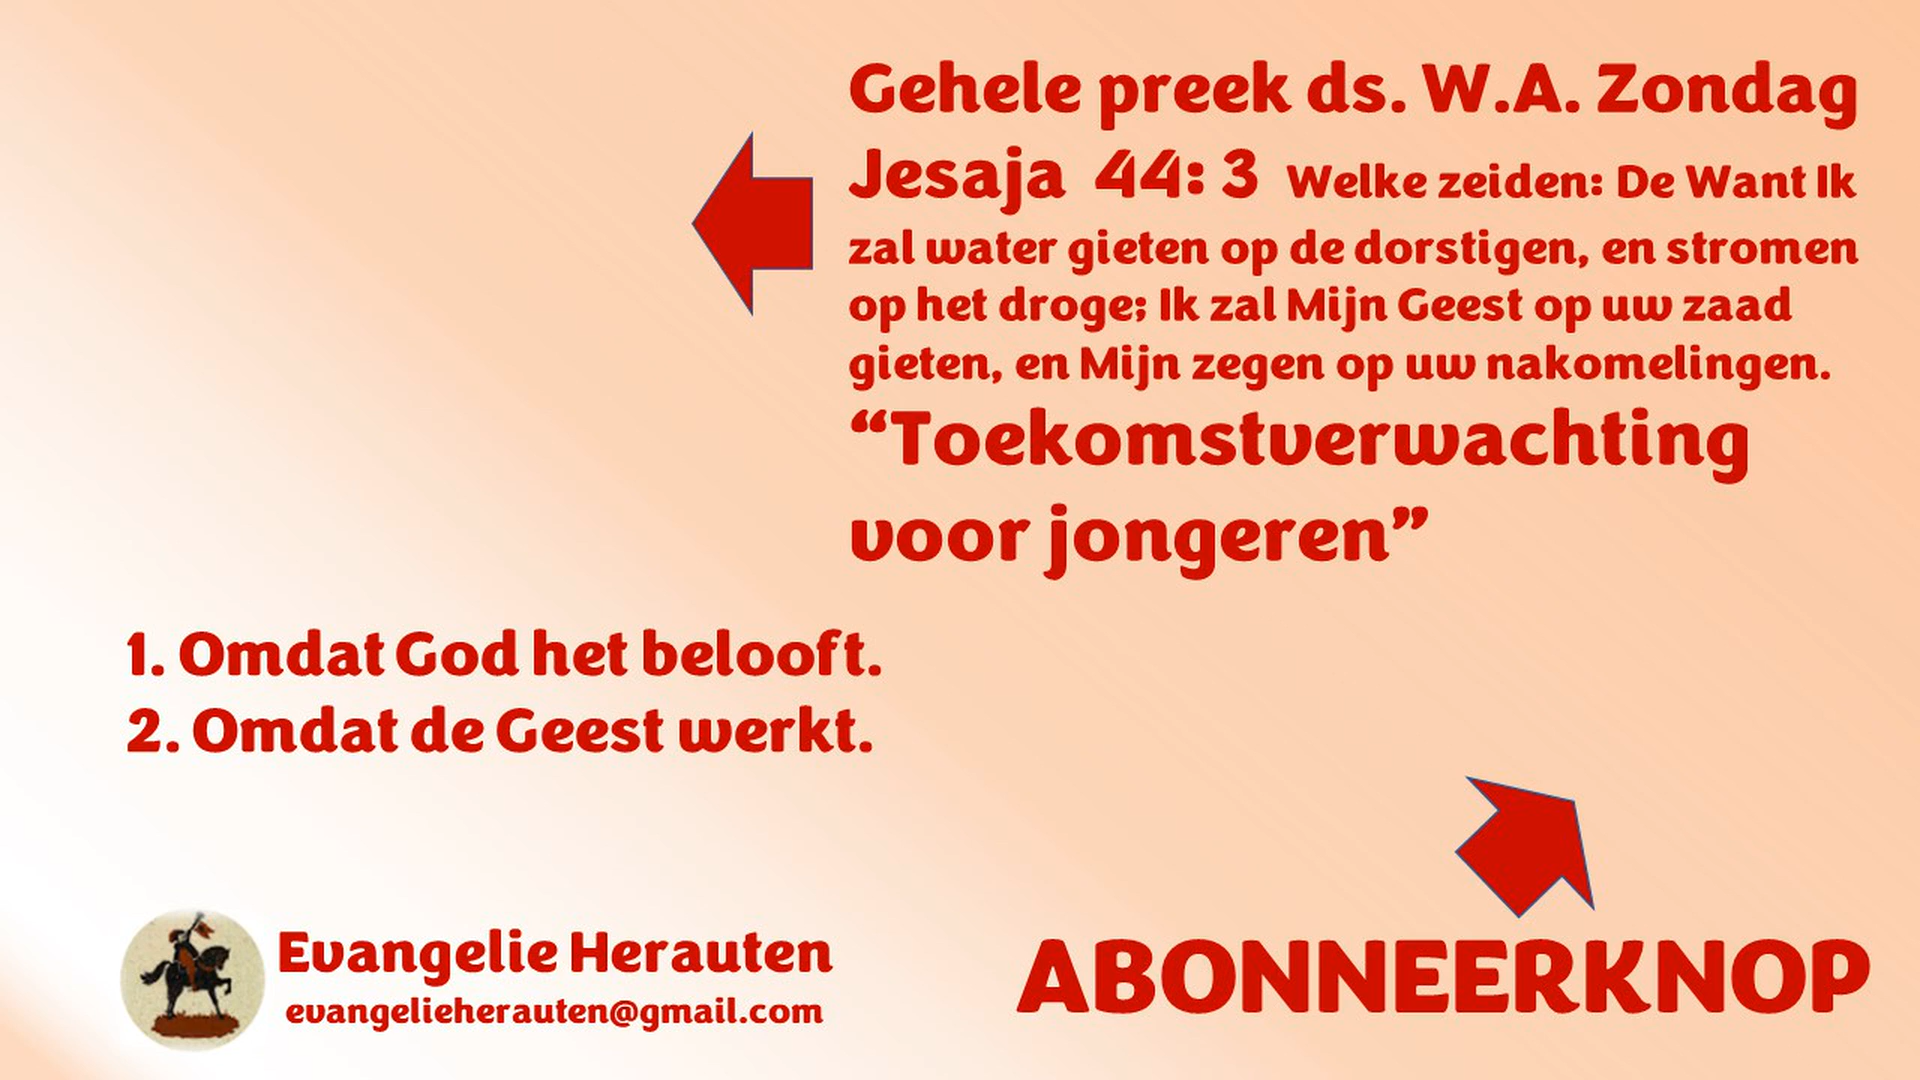 Gehele preek ds. W.A. Zondag
Jesaja 44: 3 Welke zeiden: De Want Ik
zal water gieten op de dorstigen, en stromen
op het droge; Ik zal Mijn Geest op uw zaad
gieten, en Mijn zegen op uw nakomelingen.
“Toekomstverwachting
voor jongeren”
1. Omdat God het belooft.
2. Omdat de Geest werkt.
Evangelie Herauten
evangelieherauten@gmail.com
ABONNEERKNOP